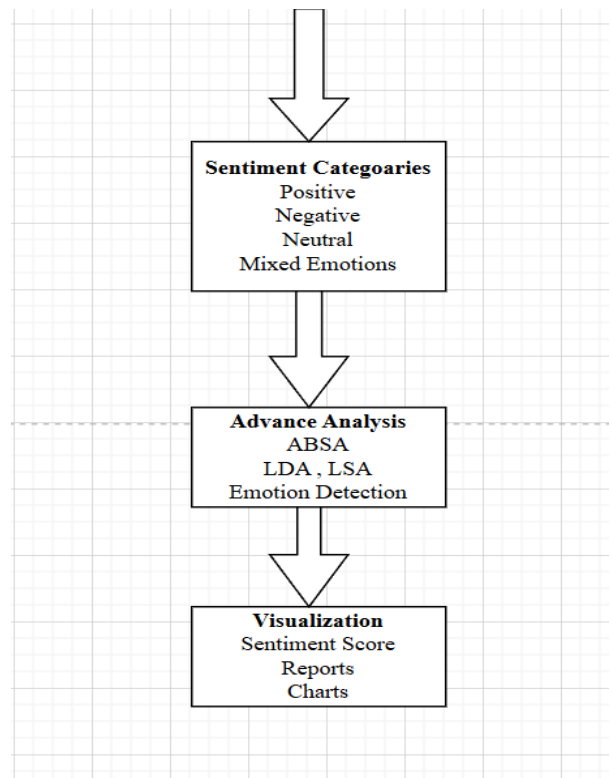 Sentiment Categoaries
Positive
Negative
Neutral
Mixed Emotions
Advance Analysis
ABSA
LDA , LSA
Emotion Detection
Visualization
Sentiment Score
Reports
Charts